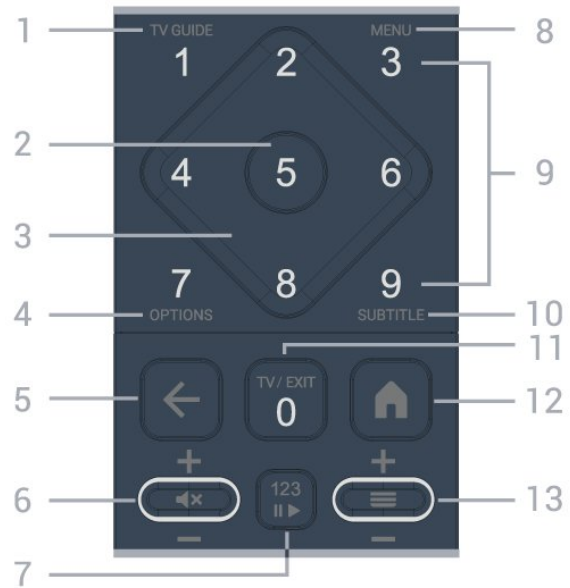 1 TV GUIDE MENU 8
1 2 3
2 4 5 6 9
3
7 8 9
4 OPTIONS SUBTITLE 10
11
5 TV / EXIT 12
0
+ +
6 13
123
- -
7